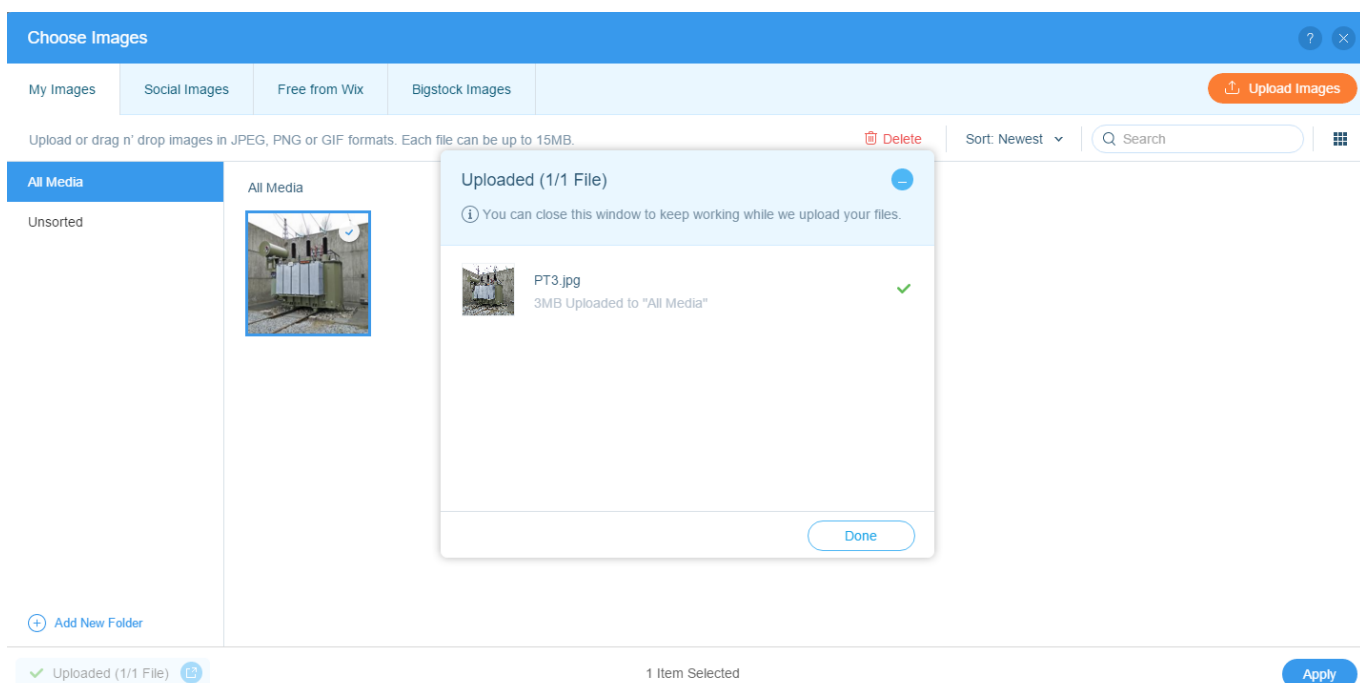 Choose Images
?
My Images Social Images Free from Wix Bigstock Images Upload Images
Upload or drag n' drop images in JPEG, PNG or GIF formats. Each file can be up to 15MB. Delete Sort: Newest Search
All Media
Unsorted
Add New Folder
All Media
Uploaded (1/1 File)
You can close this window to keep working while we upload your files.
PT3.jpg
3MB Uploaded to "All Media"
Done
Uploaded (1/1 File) 1 Item Selected Apply